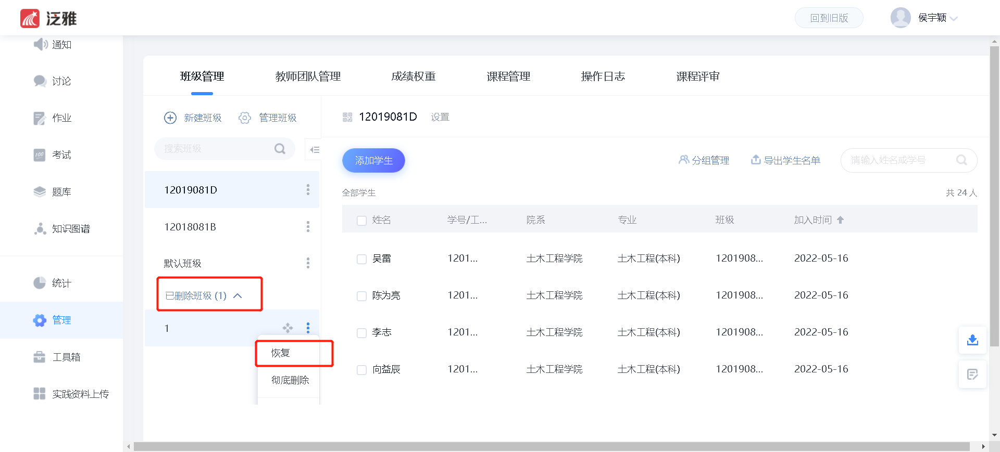 泛雅
回到旧版
侯宇颖
通知
讨论
作业
100
考试
题库
知识图谱
统计
管理
工具箱
实践资料上传
班级管理 教师团队管理 成绩权重 课程管理 操作日志 课程评审
新建班级 管理班级
搜索班级
12019081D
12018081B
默认班级
已删除班级 (1)
1
恢复
彻底删除
12019081D 设置
添加学生 分组管理 导出学生名单 请输入姓名或学号
全部学生 共 24 人
姓名 学号/工... 院系 专业 班级 加入时间
吴雷 1201... 土木工程学院 土木工程(本科) 1201908... 2022-05-16
陈为亮 1201... 土木工程学院 土木工程(本科) 1201908... 2022-05-16
李志 1201... 土木工程学院 土木工程(本科) 1201908... 2022-05-16
向益辰 1201... 土木工程学院 土木工程(本科) 1201908... 2022-05-16